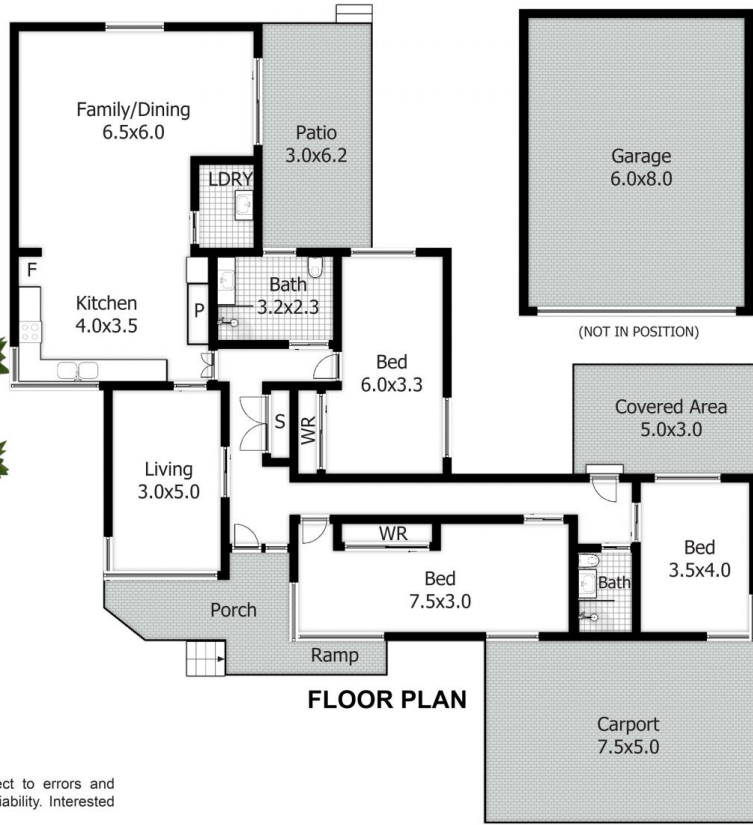 Family/Dining
6.5x6.0
Patio
3.0x6.2
Garage
6.0x8.0
LDRY
F
Kitchen
4.0x3.5
P
Bath
3.2x2.3
(NOT IN POSITION)
Bed
6.0x3.3
Covered Area
5.0x3.0
S
WR
Living
3.0x5.0
WR
Bed
7.5x3.0
Bath
Bed
3.5x4.0
Porch
Ramp
FLOOR PLAN
Carport
7.5x5.0
ect to errors and
iability. Interested